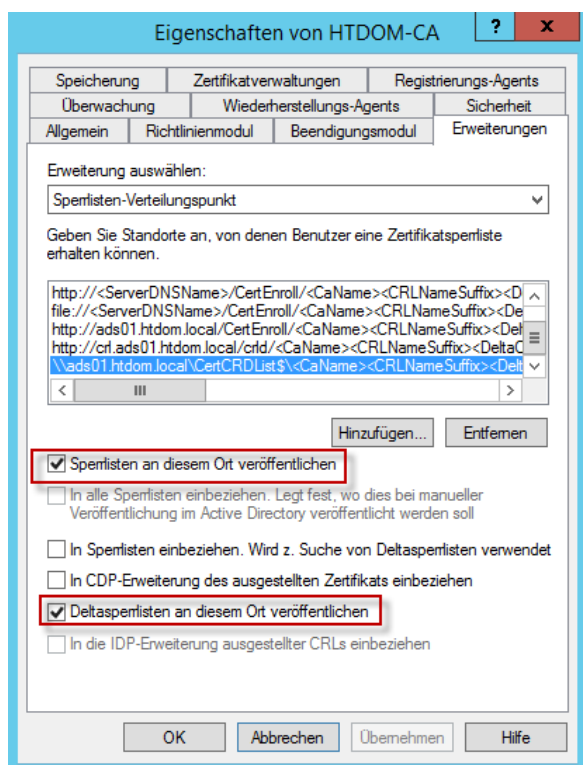 Eigenschaften von HTDOM-CA ? x
Speicherung Zertifikatverwaltungen Registrierungs-Agents
Überwachung Wiederherstellungs-Agents Sicherheit
Allgemein Richtlinienmodul Beendigungsmodul Erweiterungen
Erweiterung auswählen:
Sperrlisten-Verteilungspunkt
Geben Sie Standorte an, von denen Benutzer eine Zertifikatsperrliste
erhalten können.
http://<ServerDNSName>/CertEnroll/<CaName><CRLNameSuffix><D
file://<ServerDNSName>/CertEnroll/<CaName><CRLNameSuffix><De
http://ads01.htdom.local/CertEnroll/<CaName><CRLNameSuffix><Del
http://crl.ads01.htdom.local/crld/<CaName><CRLNameSuffix><DeltaC
\\ads01.htdom.local\CertCRDList$\<CaName><CRLNameSuffix><Delt
Hinzufügen... Entfernen
Sperrlisten an diesem Ort veröffentlichen
In alle Sperrlisten einbeziehen. Legt fest, wo dies bei manueller
Veröffentlichung im Active Directory veröffentlicht werden soll
In Sperrlisten einbeziehen. Wird z. Suche von Deltasperrlisten verwendet
In CDP-Erweiterung des ausgestellten Zertifikats einbeziehen
Deltasperrlisten an diesem Ort veröffentlichen
In die IDP-Erweiterung ausgestellter CRLs einbeziehen
OK Abbrechen Übernehmen Hilfe